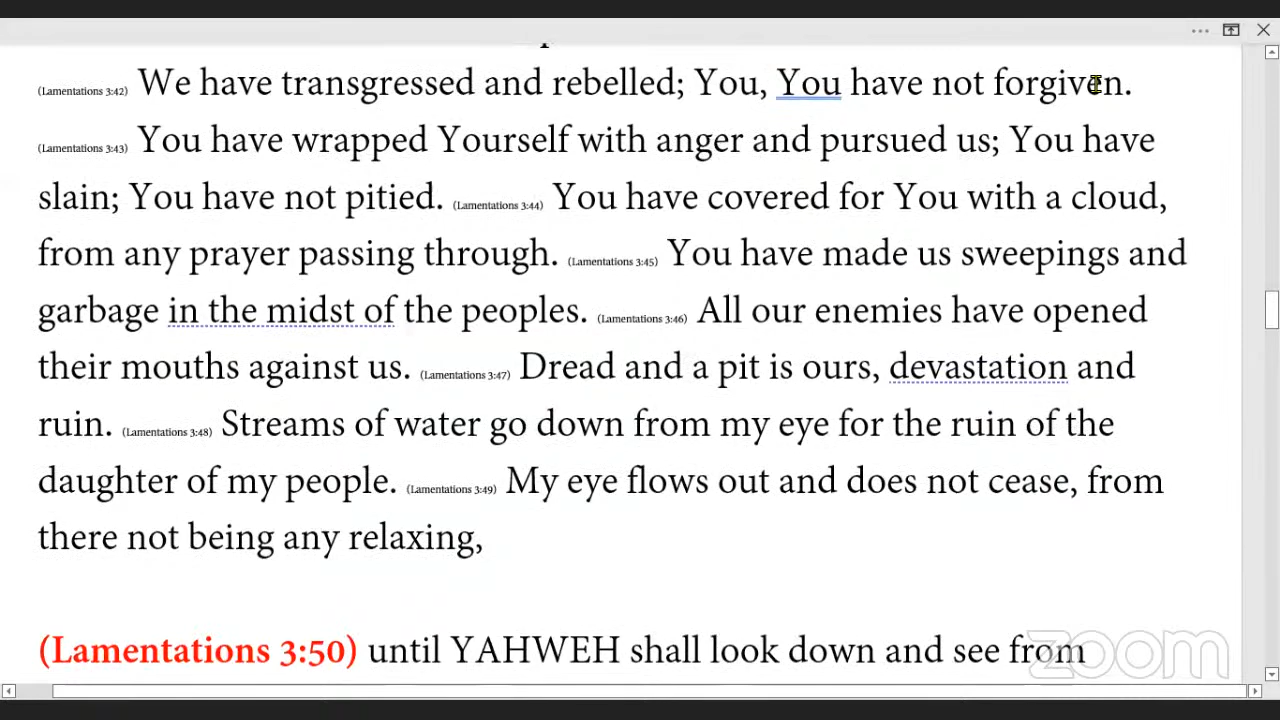 (Lamentations 3:42) We have transgressed and rebelled; You, You have not forgiven.
(Lamentations 3:43) You have wrapped Yourself with anger and pursued us; You have
slain; You have not pitied. (Lamentations 3:44) You have covered for You with a cloud,
from any prayer passing through. (Lamentations 3:45) You have made us sweepings and
garbage in the midst of the peoples. (Lamentations 3:46) All our enemies have opened
their mouths against us. (Lamentations 3:47) Dread and a pit is ours, devastation and
ruin. (Lamentations 3:48) Streams of water go down from my eye for the ruin of the
daughter of my people. (Lamentations 3:49) My eye flows out and does not cease, from
there not being any relaxing,
(Lamentations 3:50) until YAHWEH shall look down and see from
zoom